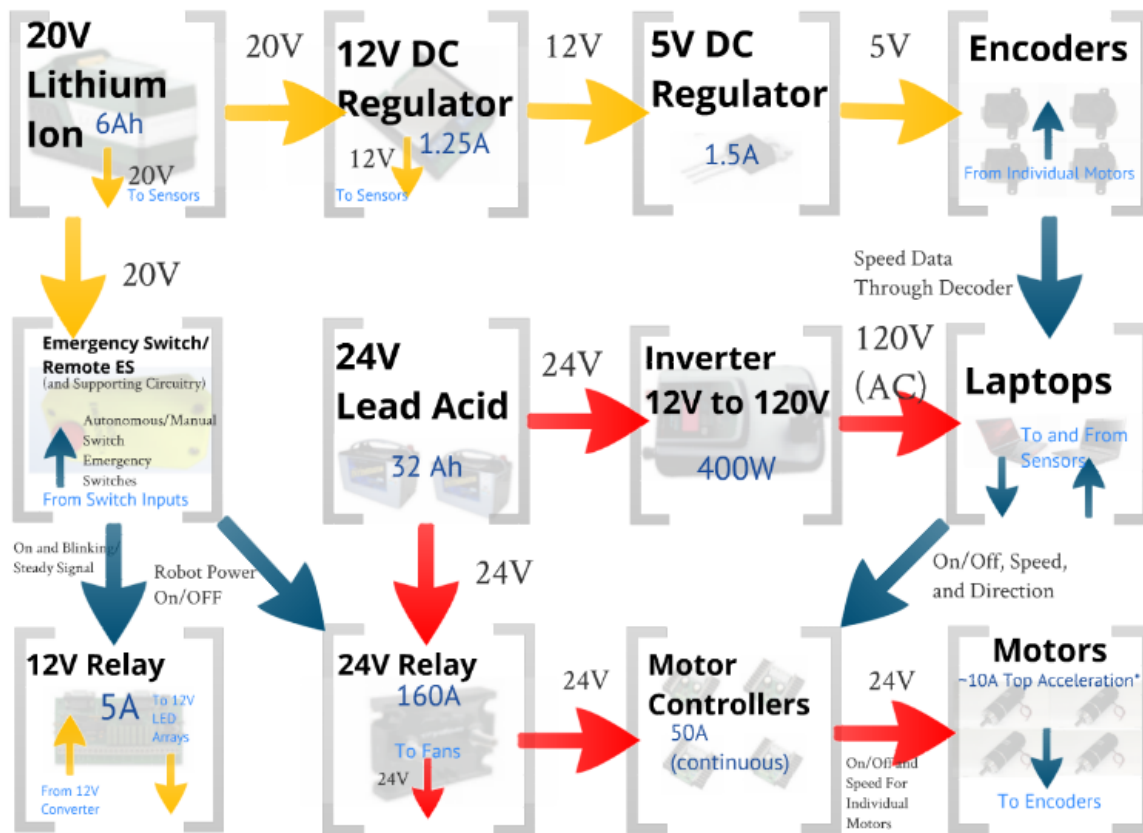 20V
Lithium
Ion
6Ah
20V
To Sensors
20V
12V DC
Regulator
1.25A
12V
To Sensors
12V
5V DC
Regulator
1.5A
5V
Encoders
From Individual Motors
20V
Speed Data
Through Decoder
Emergency Switch/
Remote ES
(and Supporting Circuitry)
Autonomous/Manual
Switch
Emergency
Switches
From Switch Inputs
24V
Lead Acid
32 Ah
24V
Inverter
12V to 120V
400W
120V
(AC)
Laptops
To and From
Sensors
On and Blinking/
Steady Signal
Robot Power
On/OFF
24V
On/Off, Speed,
and Direction
12V Relay
5A
To 12V
LED
Arrays
From 12V
Converter
24V Relay
160A
To Fans
24V
24V
Motor
Controllers
50A
(continuous)
24V
On/Off and
Speed For
Individual
Motors
Motors
~10A Top Acceleration*
To Encoders